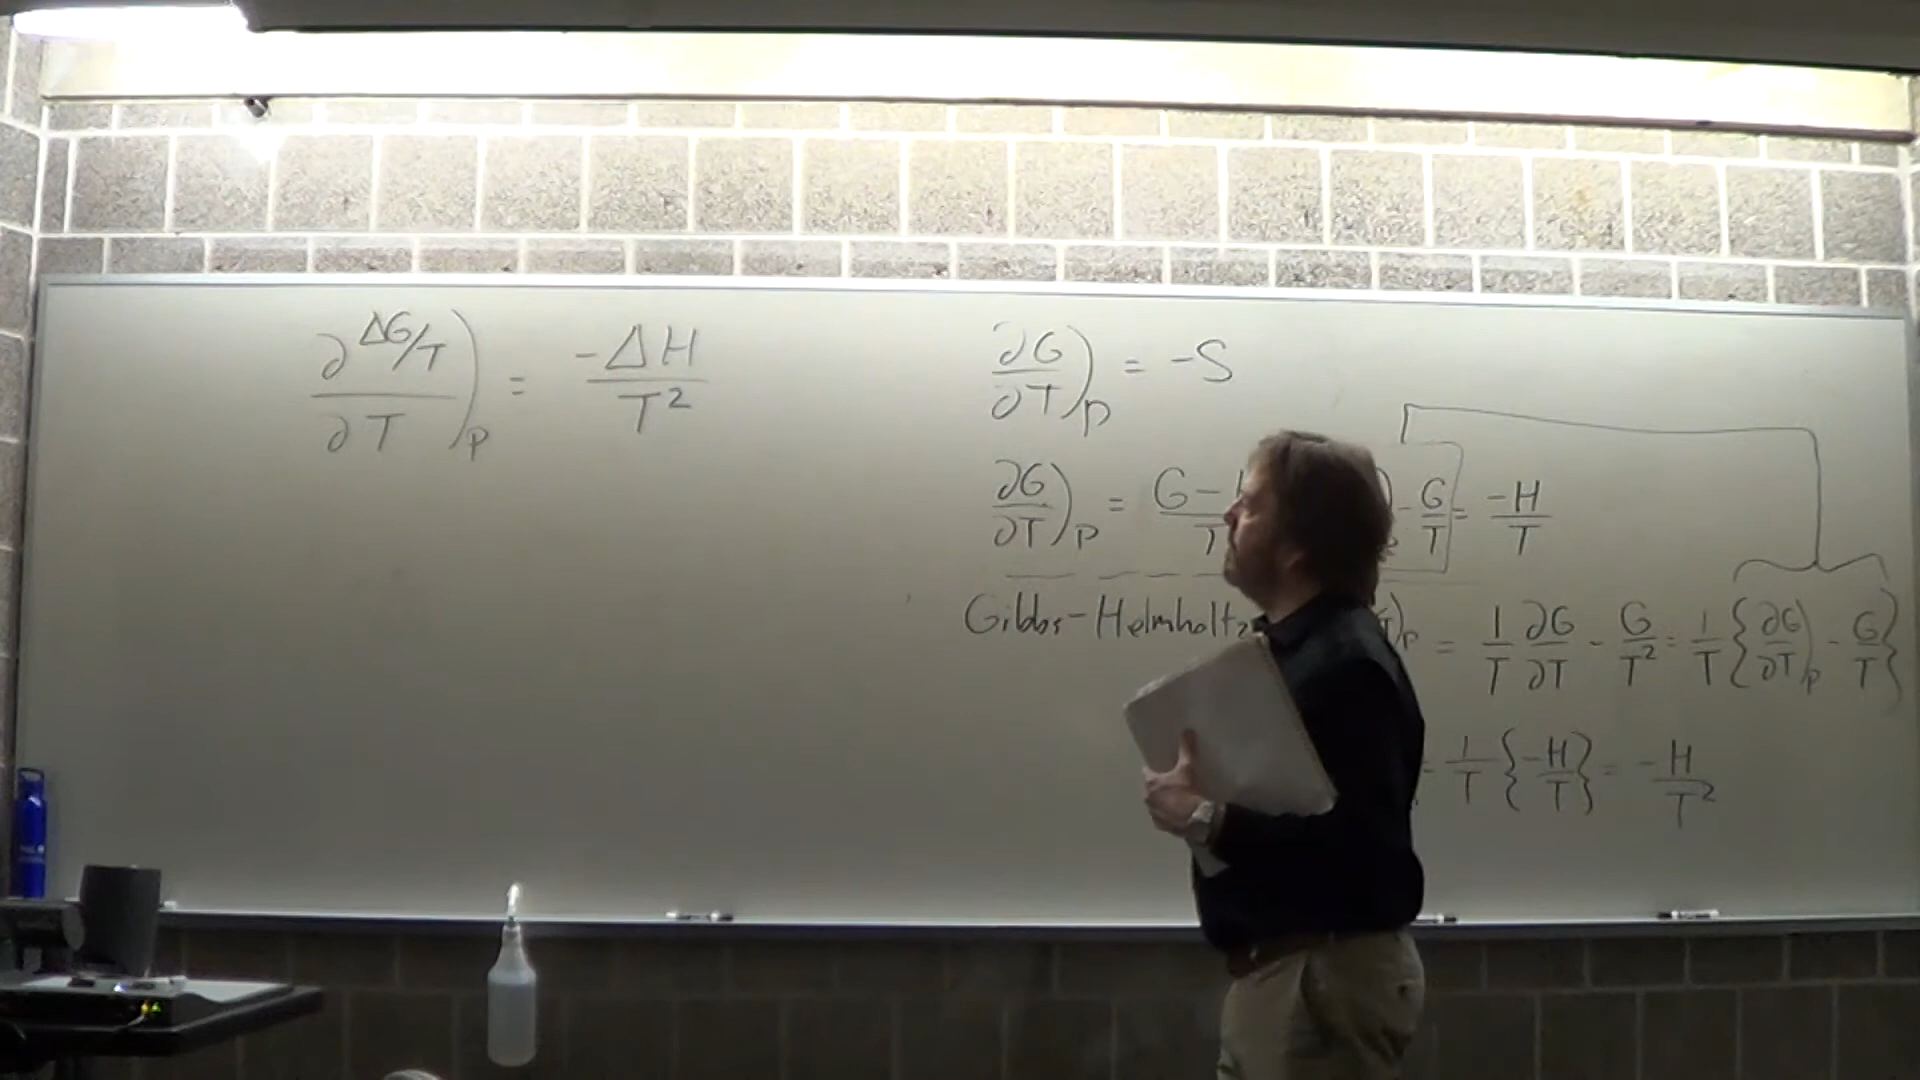 ∂ ΔG/T / ∂T )P = -ΔH / T²
∂G / ∂T )P = -S
∂G / ∂T )P = G - / T ) - G/T = -H/T
Gibbs-Helmholtz )P = 1/T ∂G/∂T - G/T² = 1/T { ∂G/∂T )P - G/T }
1/T { -H/T } = -H/T²